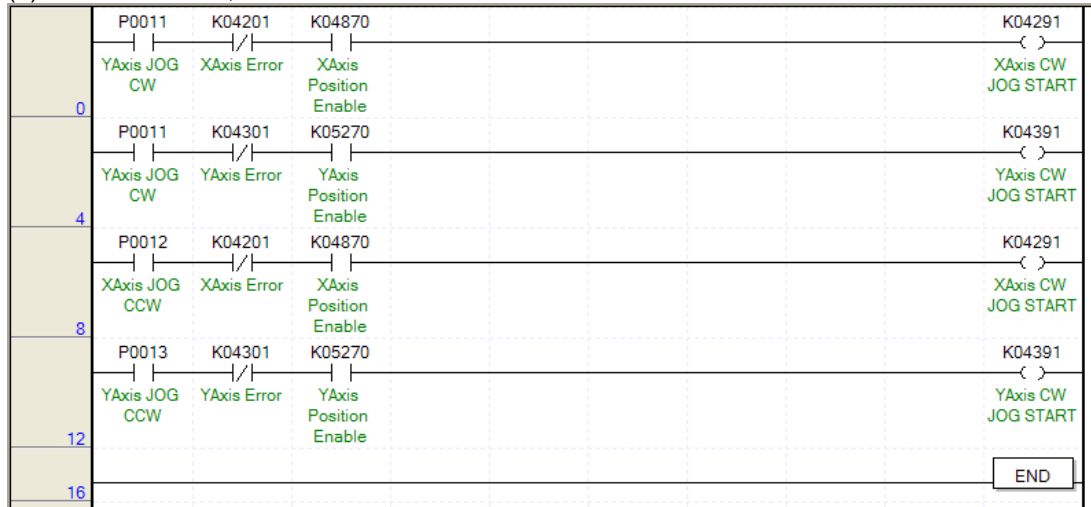 P0011 K04201 K04870 K04291
YAxis JOG XAxis Error XAxis XAxis CW
CW Position JOG START
Enable
0
P0011 K04301 K05270 K04391
YAxis JOG YAxis Error YAxis YAxis CW
CW Position JOG START
Enable
4
P0012 K04201 K04870 K04291
XAxis JOG XAxis Error XAxis XAxis CW
CCW Position JOG START
Enable
8
P0013 K04301 K05270 K04391
YAxis JOG YAxis Error YAxis YAxis CW
CCW Position JOG START
Enable
12
END
16